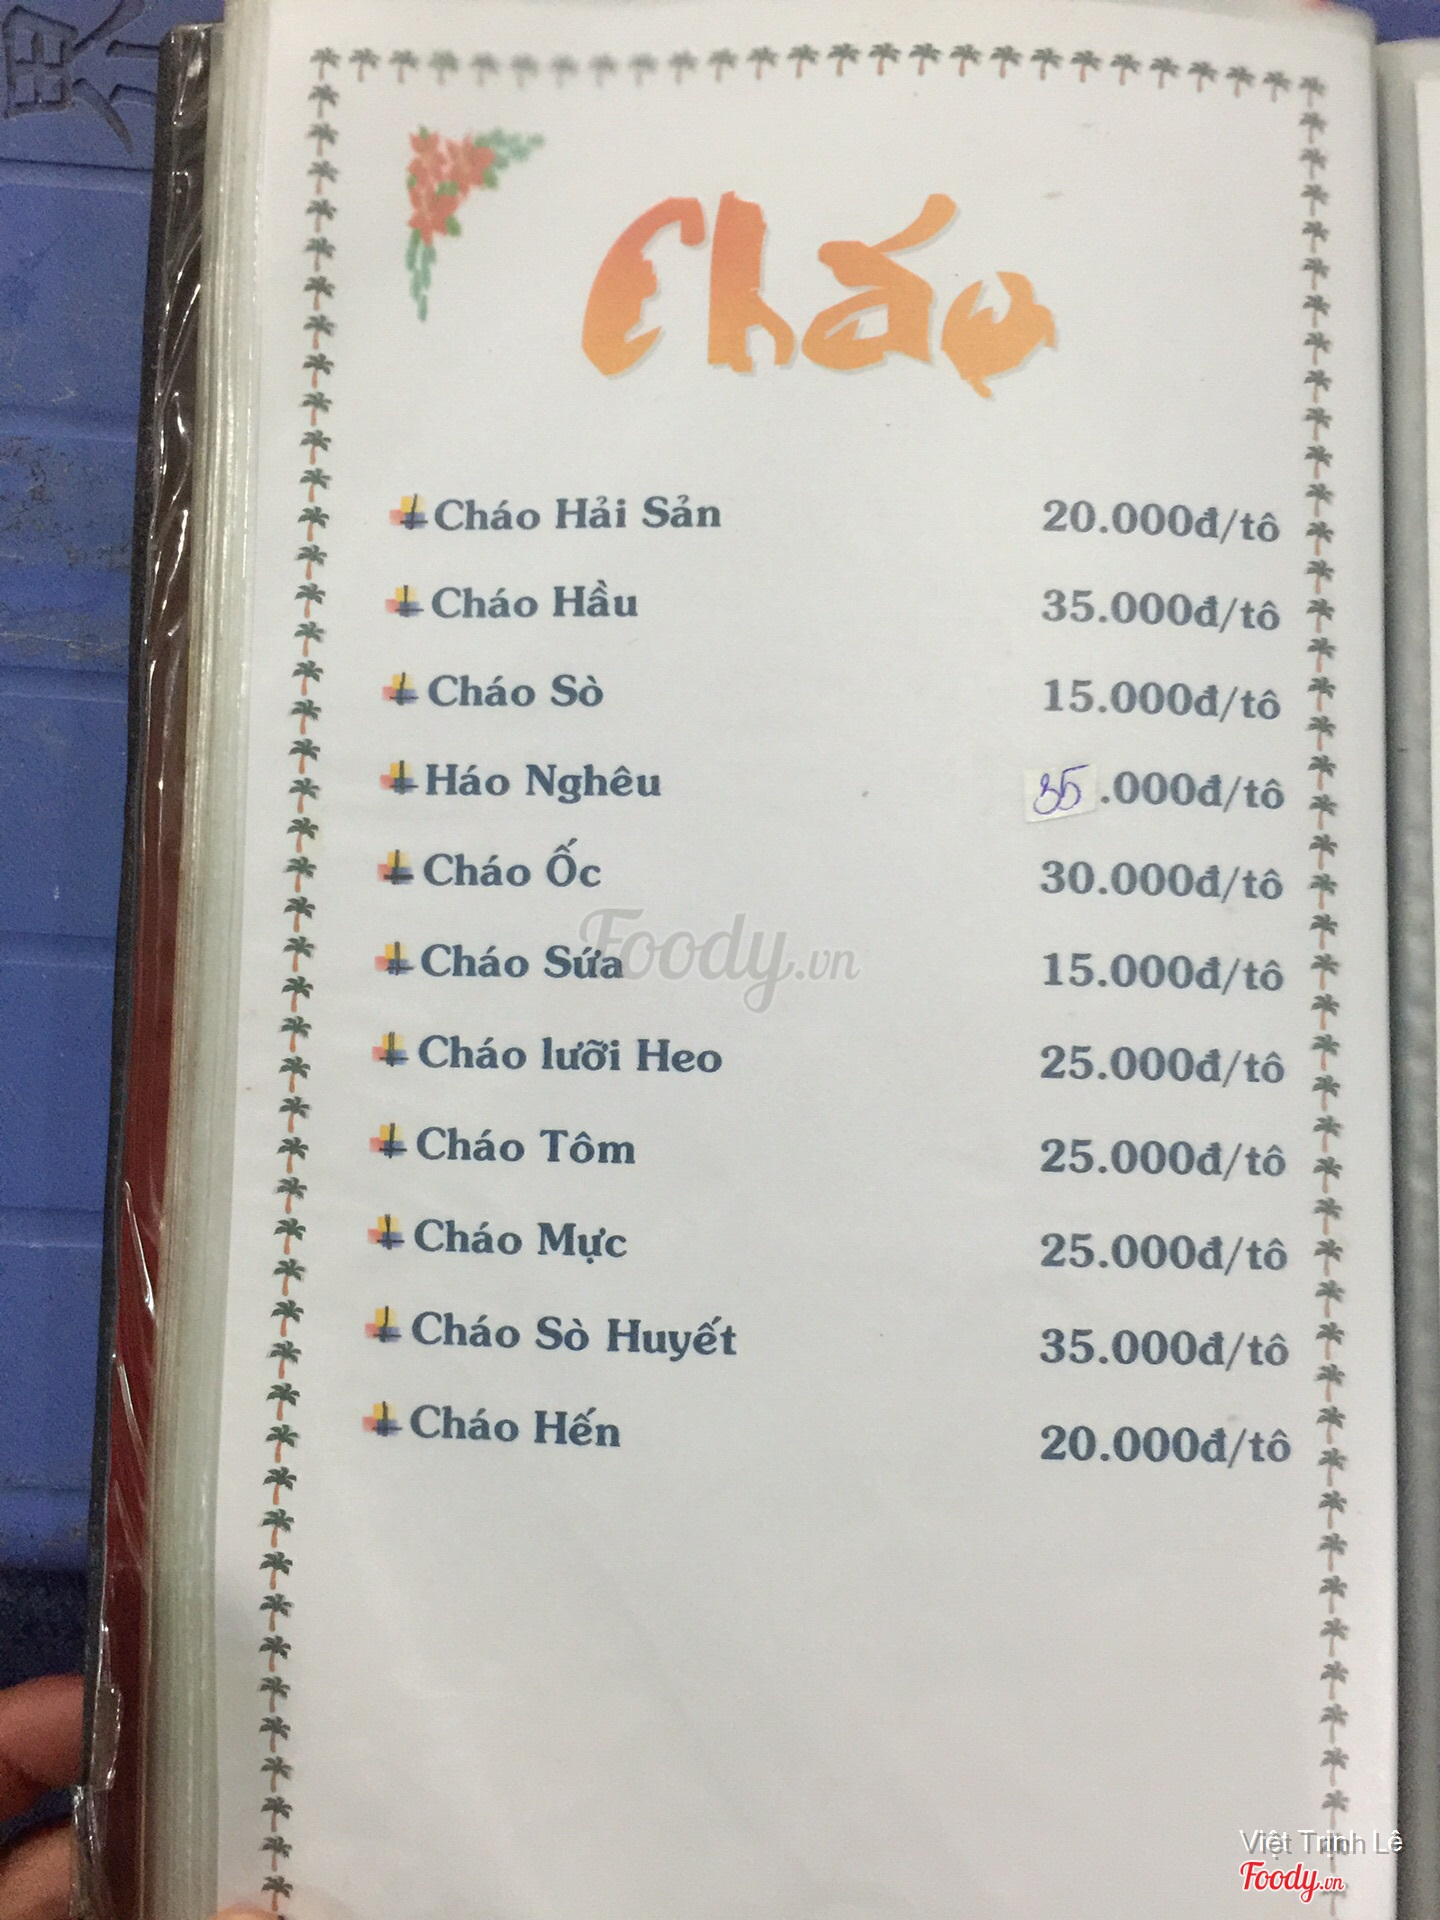 Cháo
Cháo Hải Sản 20.000đ/tô
Cháo Hầu 35.000đ/tô
Cháo Sò 15.000đ/tô
Háo Nghêu 35.000đ/tô
Cháo Ốc 30.000đ/tô
Foody.vn
Cháo Sứa 15.000đ/tô
Cháo lưỡi Heo 25.000đ/tô
Cháo Tôm 25.000đ/tô
Cháo Mực 25.000đ/tô
Cháo Sò Huyết 35.000đ/tô
Cháo Hến 20.000đ/tô
Việt Trinh Lê
Foody.vn